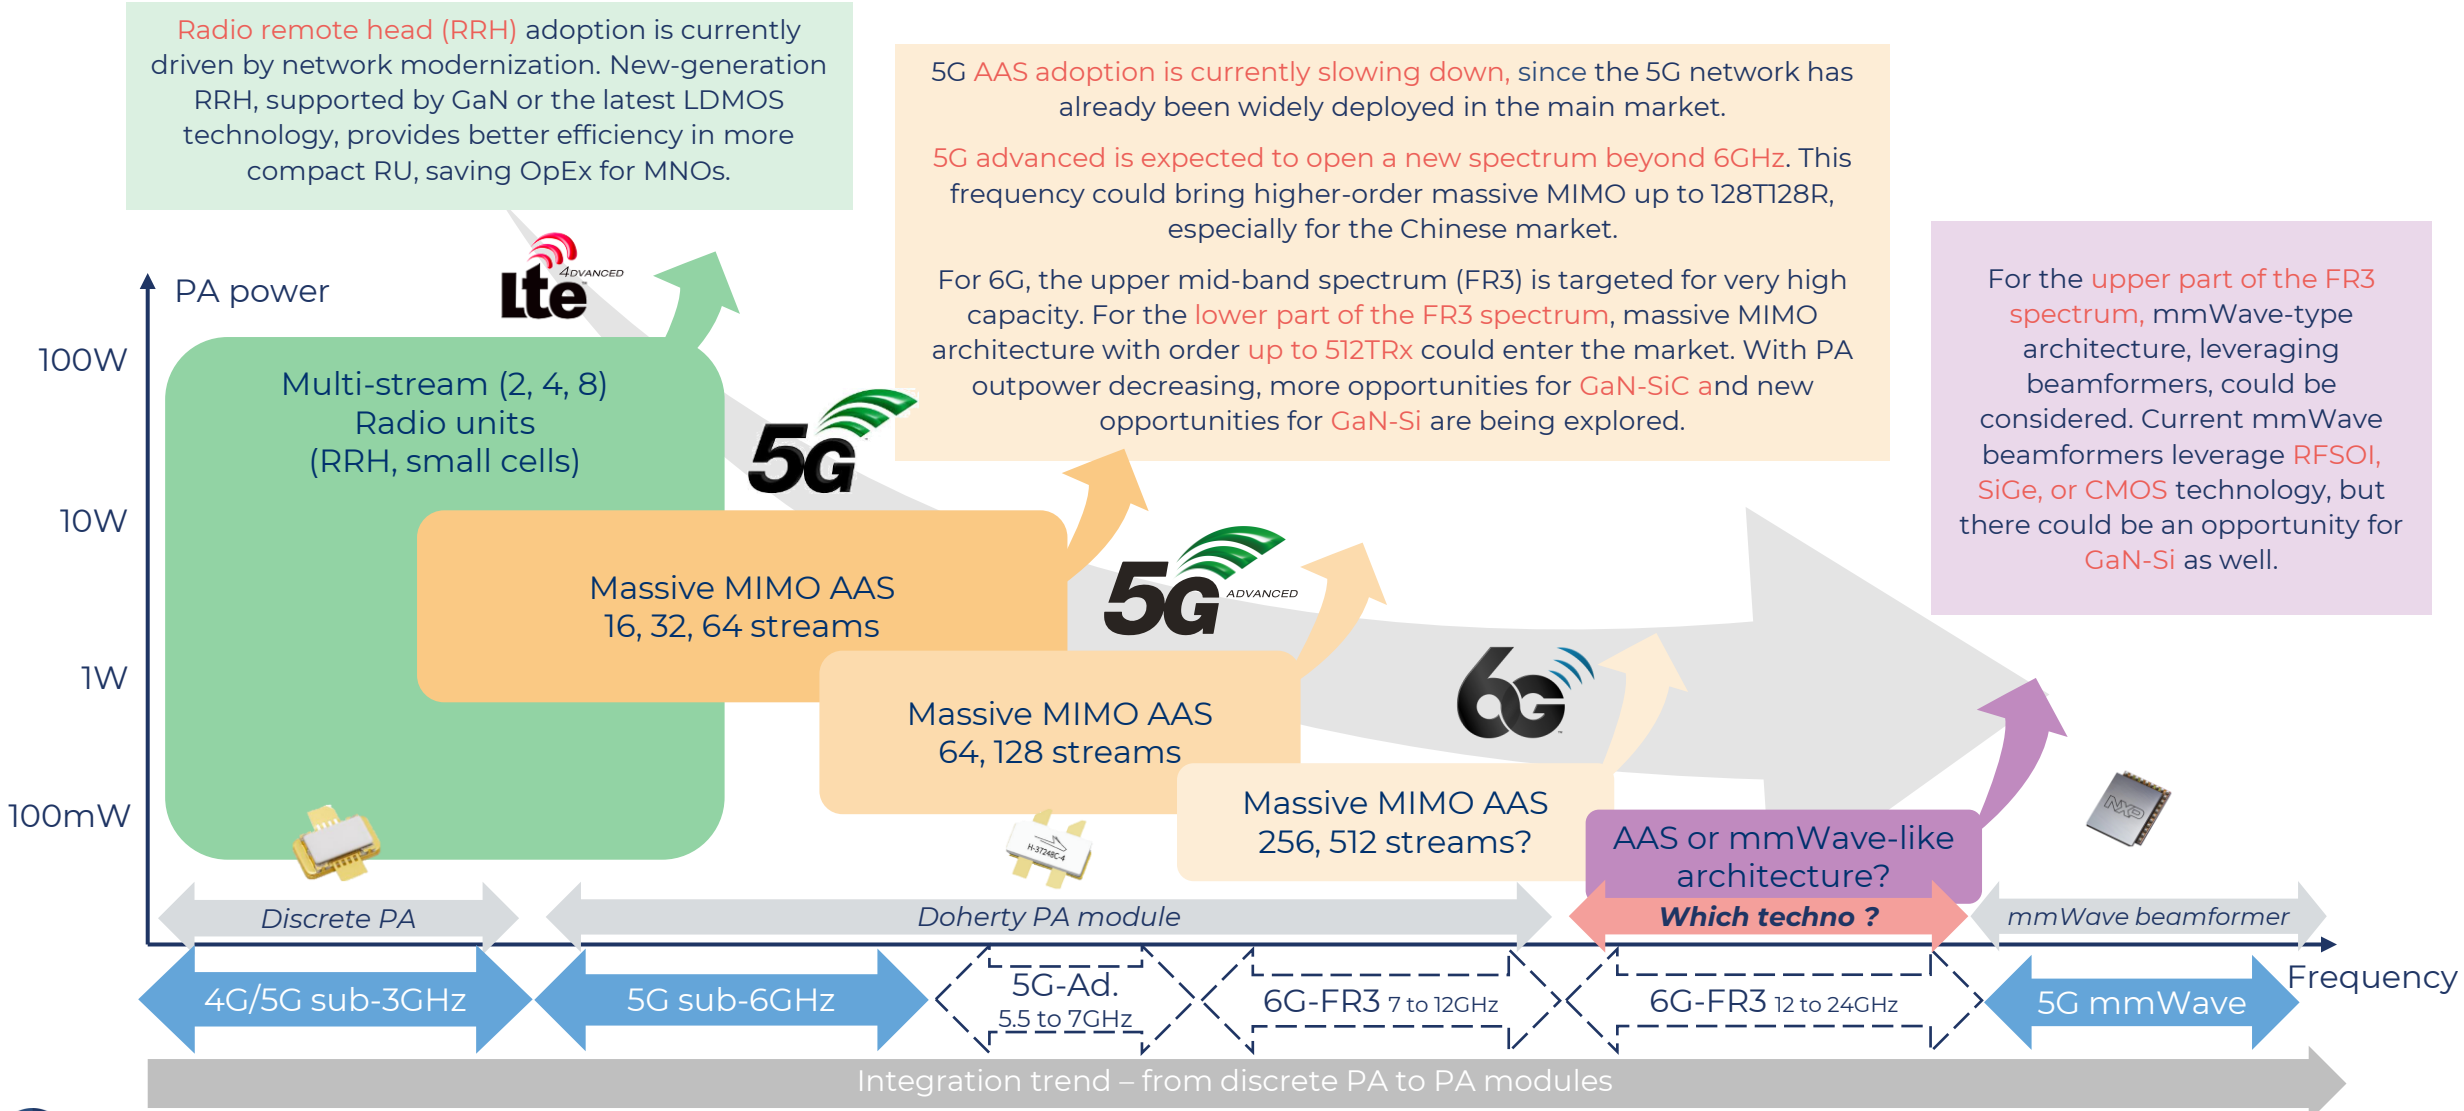 Radio remote head (RRH) adoption is currently
driven by network modernization. New-generation
RRH, supported by GaN or the latest LDMOS
technology, provides better efficiency in more
compact RU, saving OpEx for MNOs.
5G AAS adoption is currently slowing down, since the 5G network has
already been widely deployed in the main market.
5G advanced is expected to open a new spectrum beyond 6GHz. This
frequency could bring higher-order massive MIMO up to 128T128R,
especially for the Chinese market.
For 6G, the upper mid-band spectrum (FR3) is targeted for very high
capacity. For the lower part of the FR3 spectrum, massive MIMO
architecture with order up to 512TRx could enter the market. With PA
outpower decreasing, more opportunities for GaN-SiC and new
opportunities for GaN-Si are being explored.
For the upper part of the FR3
spectrum, mmWave-type
architecture, leveraging
beamformers, could be
considered. Current mmWave
beamformers leverage RFSOI,
SiGe, or CMOS technology, but
there could be an opportunity for
GaN-Si as well.
PA power
100W
10W
1W
100mW
Lte
4DVANCED
5G
5G
ADVANCED
6G
Multi-stream (2, 4, 8)
Radio units
(RRH, small cells)
Massive MIMO AAS
16, 32, 64 streams
Massive MIMO AAS
64, 128 streams
Massive MIMO AAS
256, 512 streams?
AAS or mmWave-like
architecture?
H-37248C-4
NXP
Discrete PA
Doherty PA module
Which techno ?
mmWave beamformer
Frequency
4G/5G sub-3GHz
5G sub-6GHz
5G-Ad.
5.5 to 7GHz
6G-FR3 7 to 12GHz
6G-FR3 12 to 24GHz
5G mmWave
Integration trend – from discrete PA to PA modules